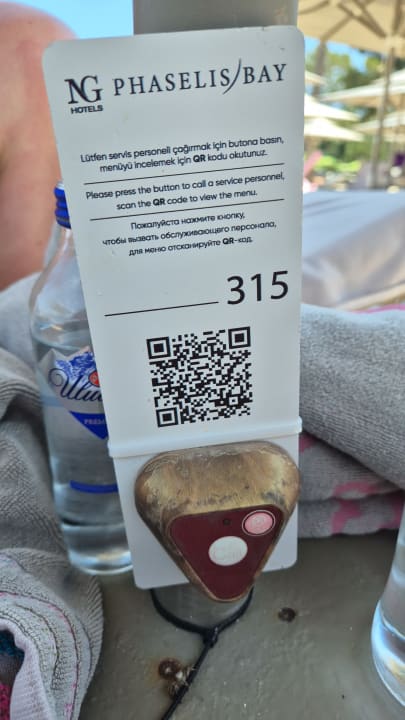 NG PHASELIS BAY
HOTELS
Lütfen servis personeli çağırmak için butona basın,
menüyü incelemek için QR kodu okutunuz.
Please press the button to call a service personnel,
scan the QR code to view the menu.
Пожалуйста нажмите кнопку,
чтобы вызвать обслуживающего персонала,
для меню отсканируйте QR-код.
315